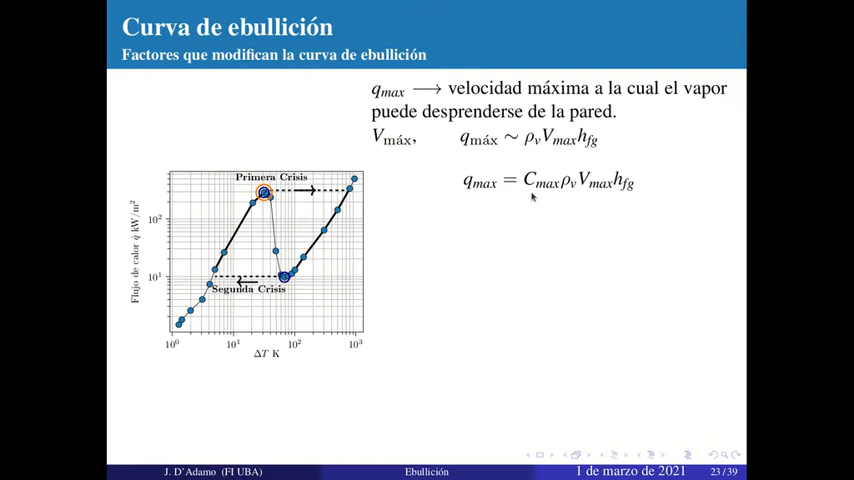 Curva de ebullición
Factores que modifican la curva de ebullición
q_max ⟶ velocidad máxima a la cual el vapor
puede desprenderse de la pared.
V_máx, q_máx ∼ ρ_v V_max h_fg
q_max = C_max ρ_v V_max h_fg
Primera Crisis
Segunda Crisis
Flujo de calor q̇ kW/m²
10²
10¹
10⁰ 10¹ 10² 10³
ΔT K
J. D'Adamo (FI UBA) Ebullición 1 de marzo de 2021 23 / 39